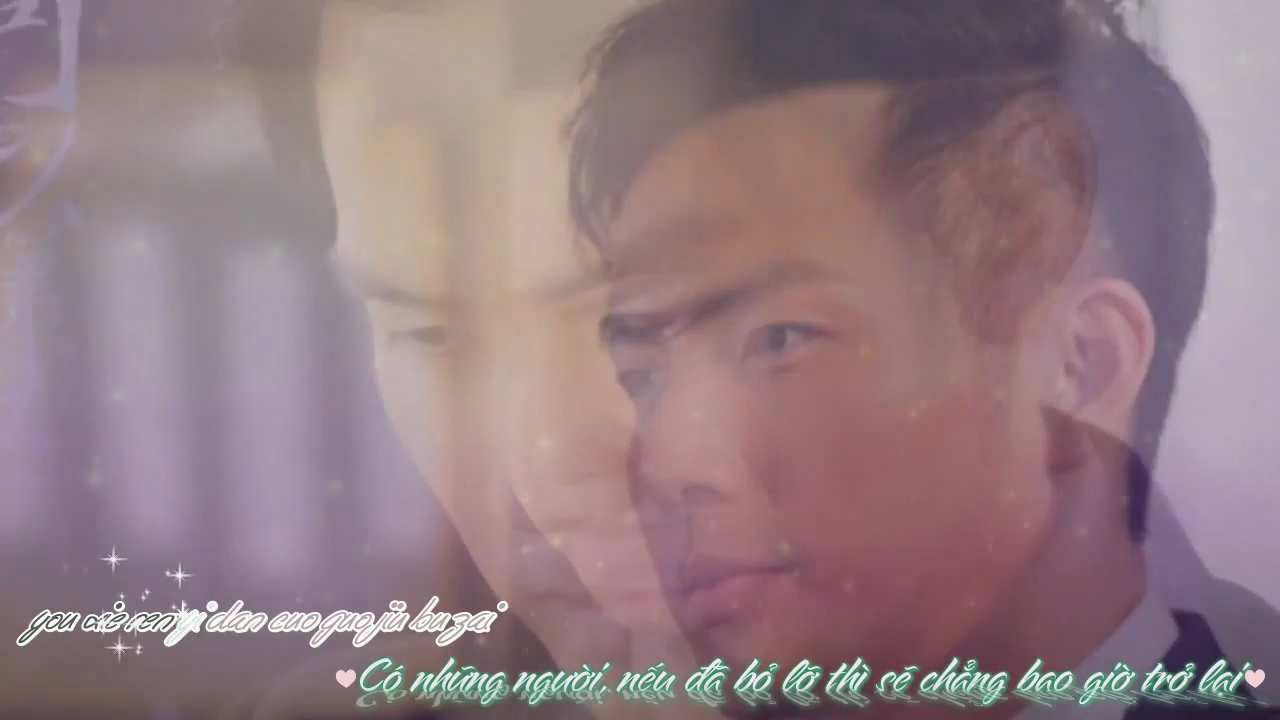 you xie ren yi dan cuo guo jiu bu zai
Có những người, nếu đã bỏ lỡ thì sẽ chẳng bao giờ trở lại